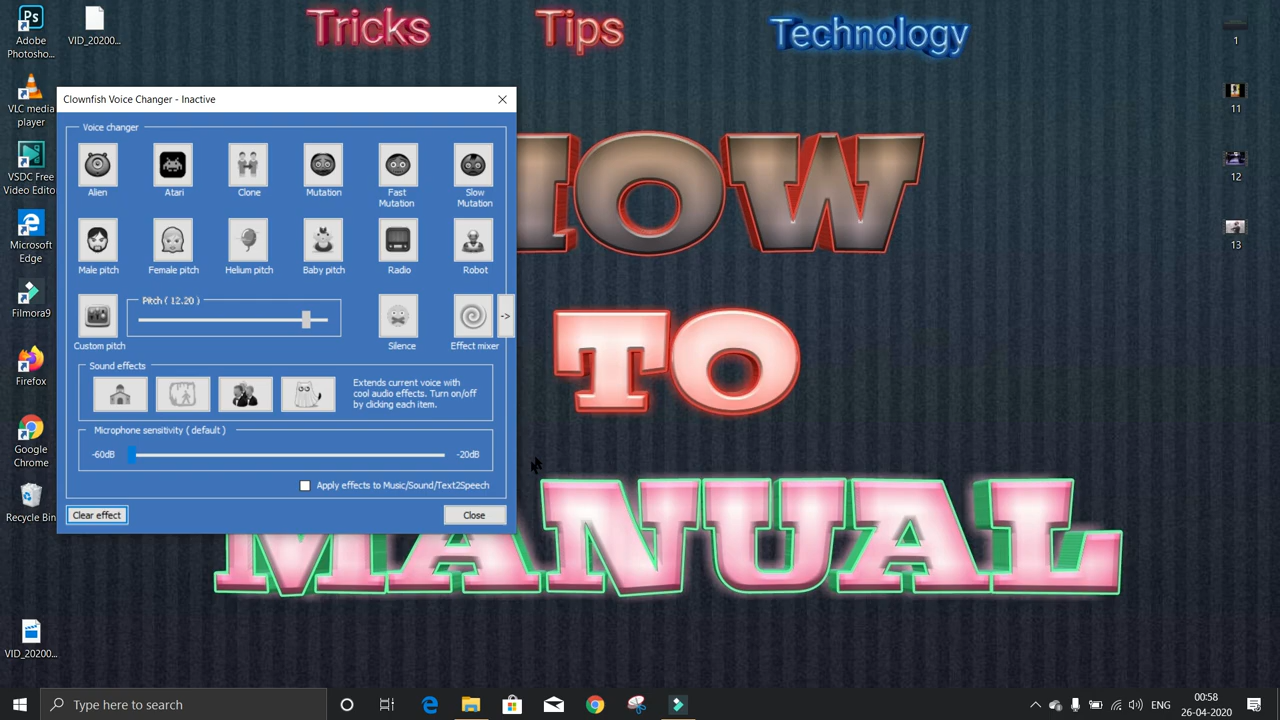 Tricks Tips Technology
Adobe
Photosho...
VID_20200...
1
VLC media
player
11
VSDC Free
Video Editor
12
Microsoft
Edge
13
Filmora9
Firefox
Google
Chrome
Recycle Bin
VID_20200...
Clownfish Voice Changer - Inactive
Voice changer
Alien
Atari
Clone
Mutation
Fast
Mutation
Slow
Mutation
Male pitch
Female pitch
Helium pitch
Baby pitch
Radio
Robot
Custom pitch
Pitch ( 12.20 )
Silence
Effect mixer
->
Sound effects
Extends current voice with
cool audio effects. Turn on/off
by clicking each item.
Microphone sensitivity ( default )
-60dB
-20dB
Apply effects to Music/Sound/Text2Speech
Clear effect
Close
HOW
TO
MANUAL
Type here to search
ENG
00:58
26-04-2020